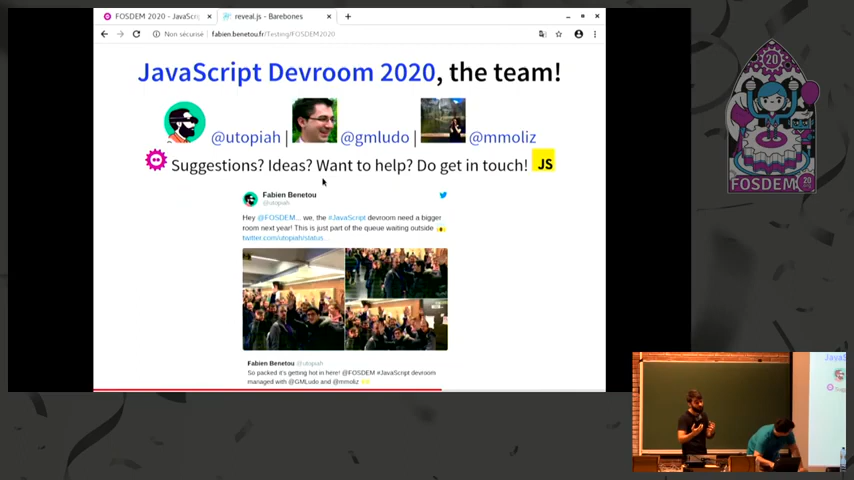 FOSDEM 2020 - JavaScri
reveal.js - Barebones
Non sécurisé | fabien.benetou.fr/Testing/FOSDEM2020
JavaScript Devroom 2020, the team!
@utopiah | @gmludo | @mmoliz
Suggestions? Ideas? Want to help? Do get in touch! JS
Fabien Benetou
@utopiah
Hey @FOSDEM... we, the #JavaScript devroom need a bigger
room next year! This is just part of the queue waiting outside
twitter.com/utopiah/status...
Fabien Benetou @utopiah
So packed it's getting hot in here! @FOSDEM #JavaScript devroom
managed with @GMLudo and @mmoliz
20
FOSDEM
JavaS